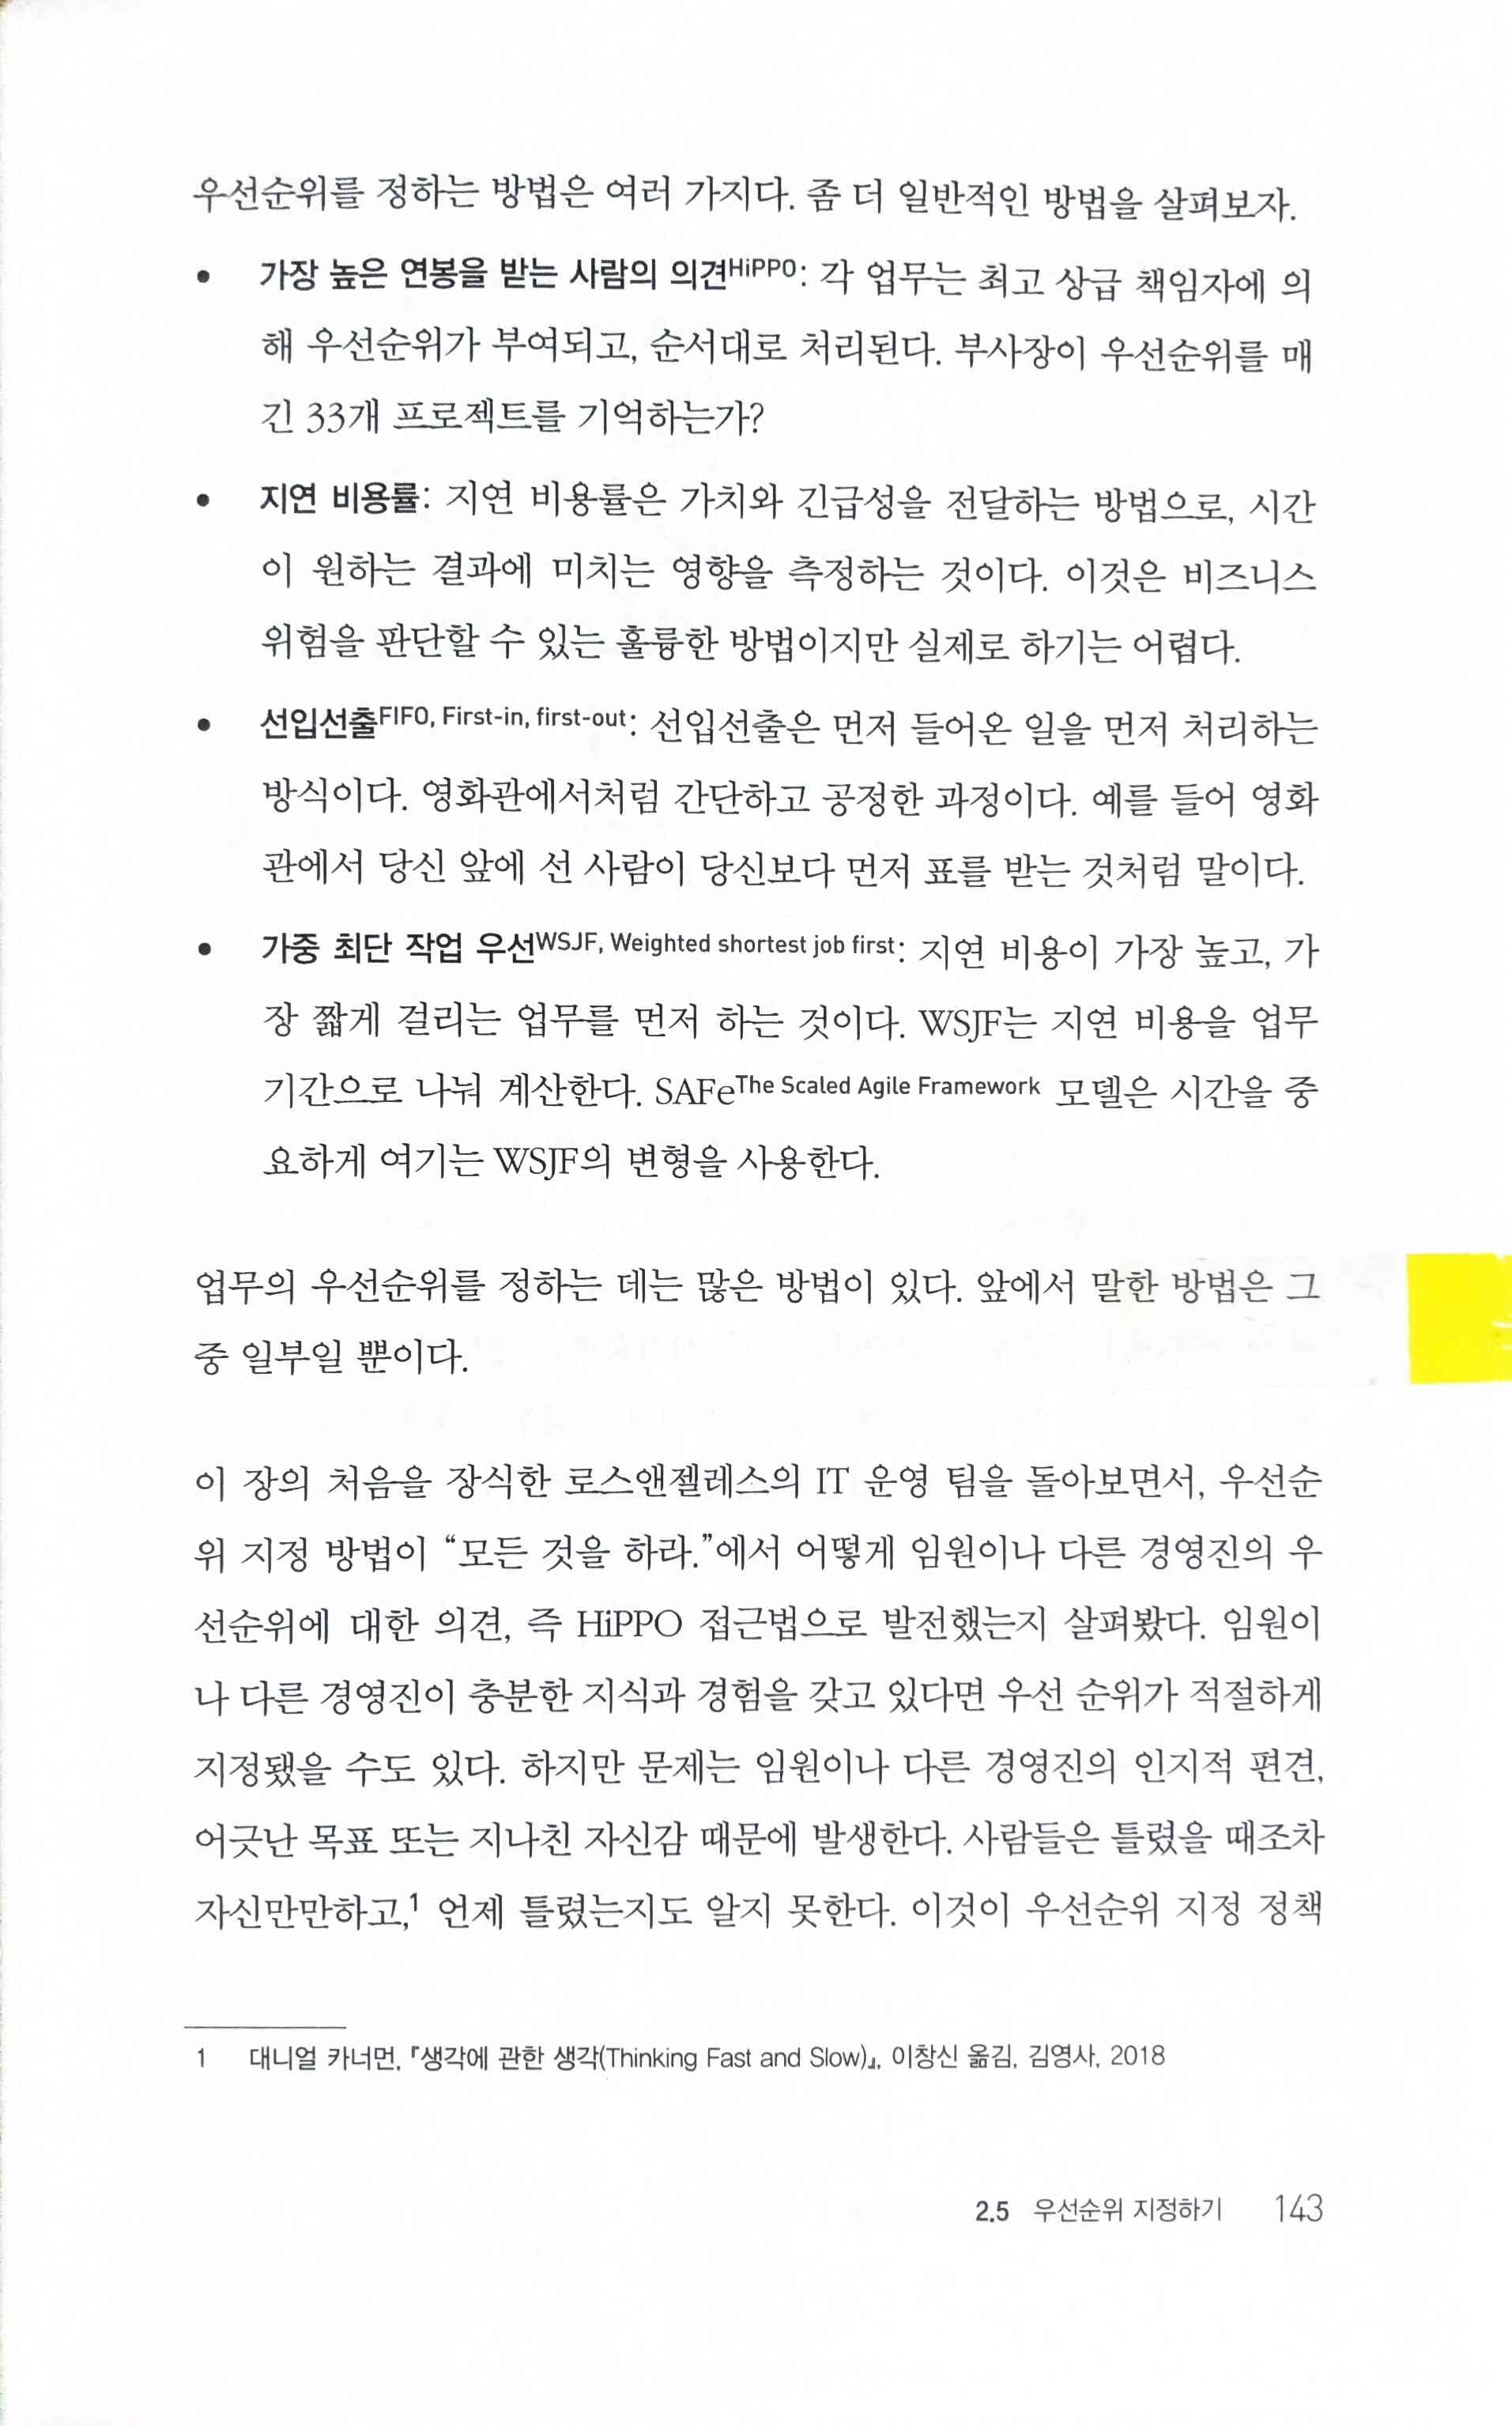 우선순위를 정하는 방법은 여러 가지다. 좀 더 일반적인 방법을 살펴보자.
• 가장 높은 연봉을 받는 사람의 의견HiPPO: 각 업무는 최고 상급 책임자에 의
해 우선순위가 부여되고, 순서대로 처리된다. 부사장이 우선순위를 매
긴 33개 프로젝트를 기억하는가?
• 지연 비용률: 지연 비용률은 가치와 긴급성을 전달하는 방법으로, 시간
이 원하는 결과에 미치는 영향을 측정하는 것이다. 이것은 비즈니스
위험을 판단할 수 있는 훌륭한 방법이지만 실제로 하기는 어렵다.
• 선입선출FIFO, First-in, first-out: 선입선출은 먼저 들어온 일을 먼저 처리하는
방식이다. 영화관에서처럼 간단하고 공정한 과정이다. 예를 들어 영화
관에서 당신 앞에 선 사람이 당신보다 먼저 표를 받는 것처럼 말이다.
• 가중 최단 작업 우선WSJF, Weighted shortest job first: 지연 비용이 가장 높고, 가
장 짧게 걸리는 업무를 먼저 하는 것이다. WSJF는 지연 비용을 업무
기간으로 나눠 계산한다. SAFeThe Scaled Agile Framework 모델은 시간을 중
요하게 여기는 WSJF의 변형을 사용한다.
업무의 우선순위를 정하는 데는 많은 방법이 있다. 앞에서 말한 방법은 그
중 일부일 뿐이다.
이 장의 처음을 장식한 로스앤젤레스의 IT 운영 팀을 돌아보면서, 우선순
위 지정 방법이 “모든 것을 하라.”에서 어떻게 임원이나 다른 경영진의 우
선순위에 대한 의견, 즉 HiPPO 접근법으로 발전했는지 살펴봤다. 임원이
나 다른 경영진이 충분한 지식과 경험을 갖고 있다면 우선 순위가 적절하게
지정됐을 수도 있다. 하지만 문제는 임원이나 다른 경영진의 인지적 편견,
어긋난 목표 또는 지나친 자신감 때문에 발생한다. 사람들은 틀렸을 때조차
자신만만하고,1 언제 틀렸는지도 알지 못한다. 이것이 우선순위 지정 정책
1 대니얼 카너먼, 『생각에 관한 생각(Thinking Fast and Slow)』, 이창신 옮김, 김영사, 2018
2.5 우선순위 지정하기 143